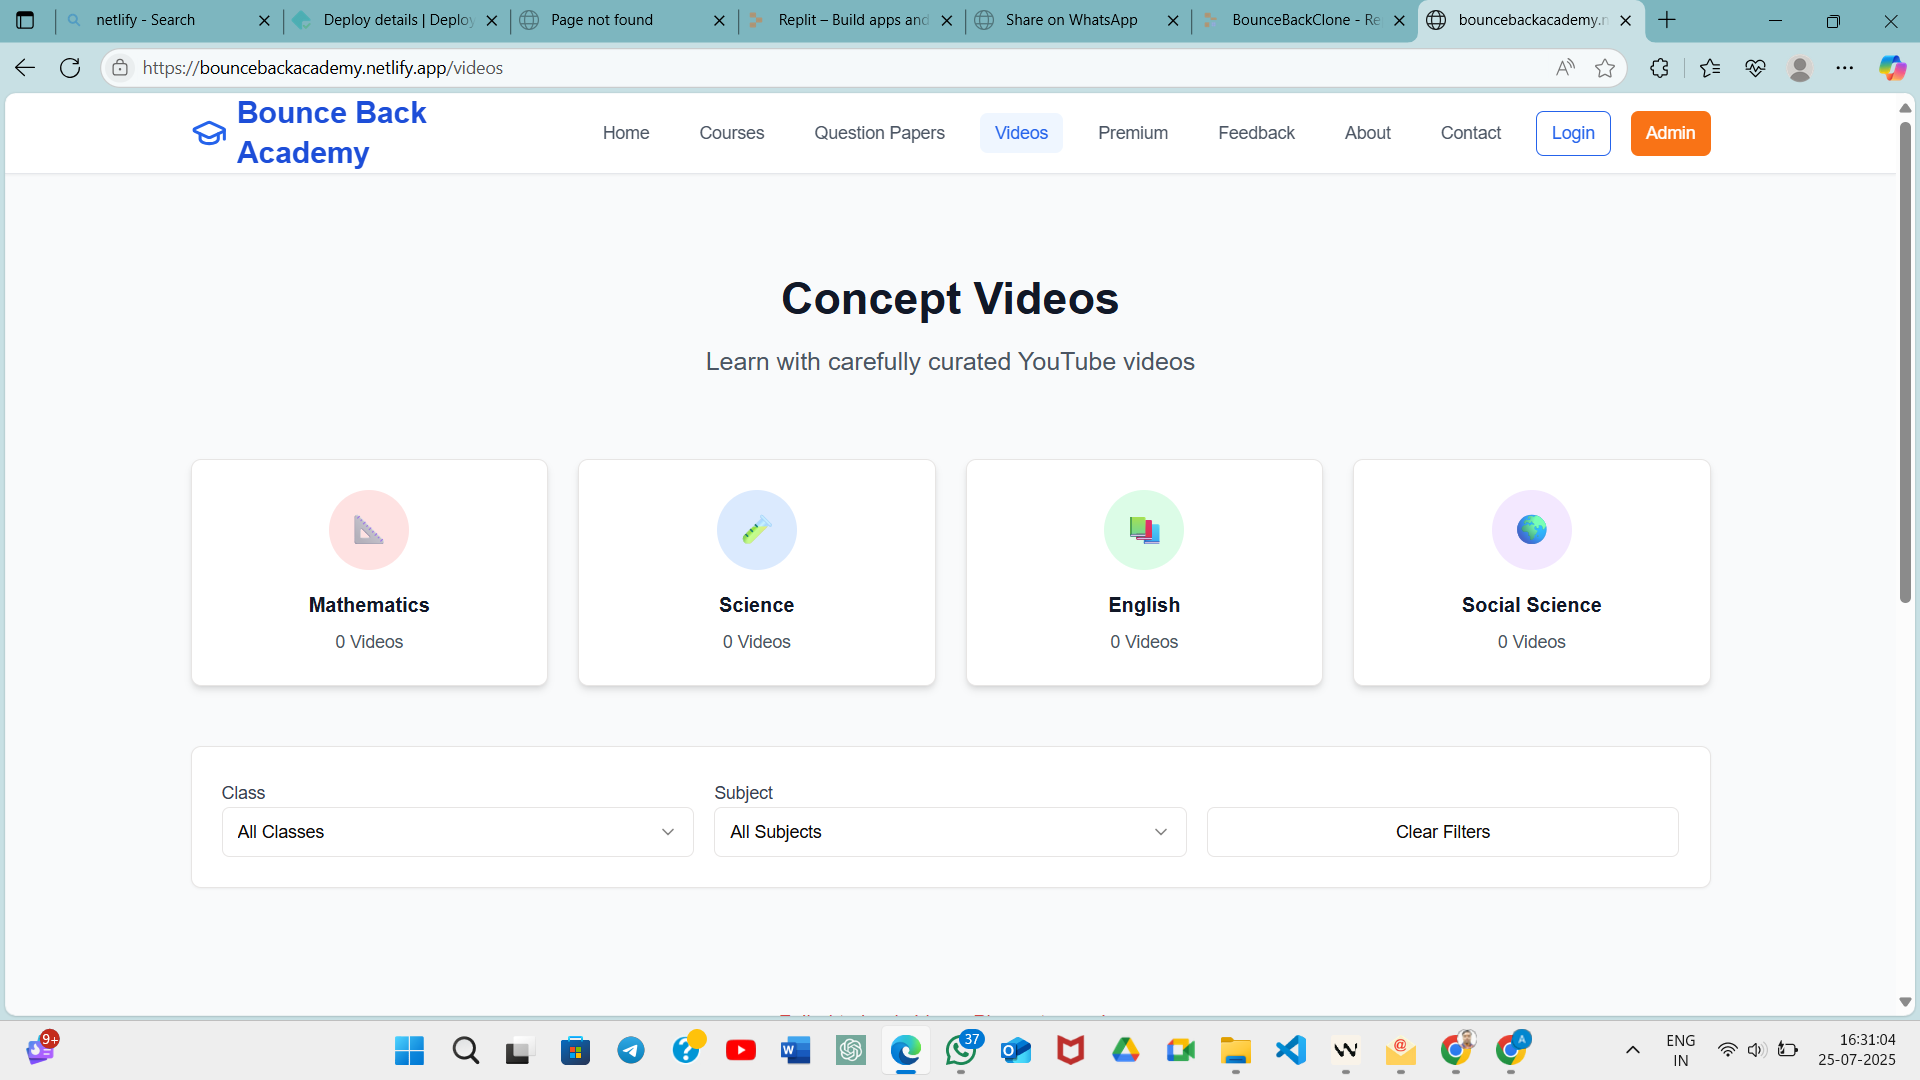 netlify - Search
Deploy details | Deploy
Page not found
Replit – Build apps and
Share on WhatsApp
BounceBackClone - Re
bouncebackacademy.n
https://bouncebackacademy.netlify.app/videos
Bounce Back
Academy
Home
Courses
Question Papers
Videos
Premium
Feedback
About
Contact
Login
Admin
Concept Videos
Learn with carefully curated YouTube videos
Mathematics
0 Videos
Science
0 Videos
English
0 Videos
Social Science
0 Videos
Class
All Classes
Subject
All Subjects
Clear Filters
9+
37
A
ENG
IN
16:31:04
25-07-2025